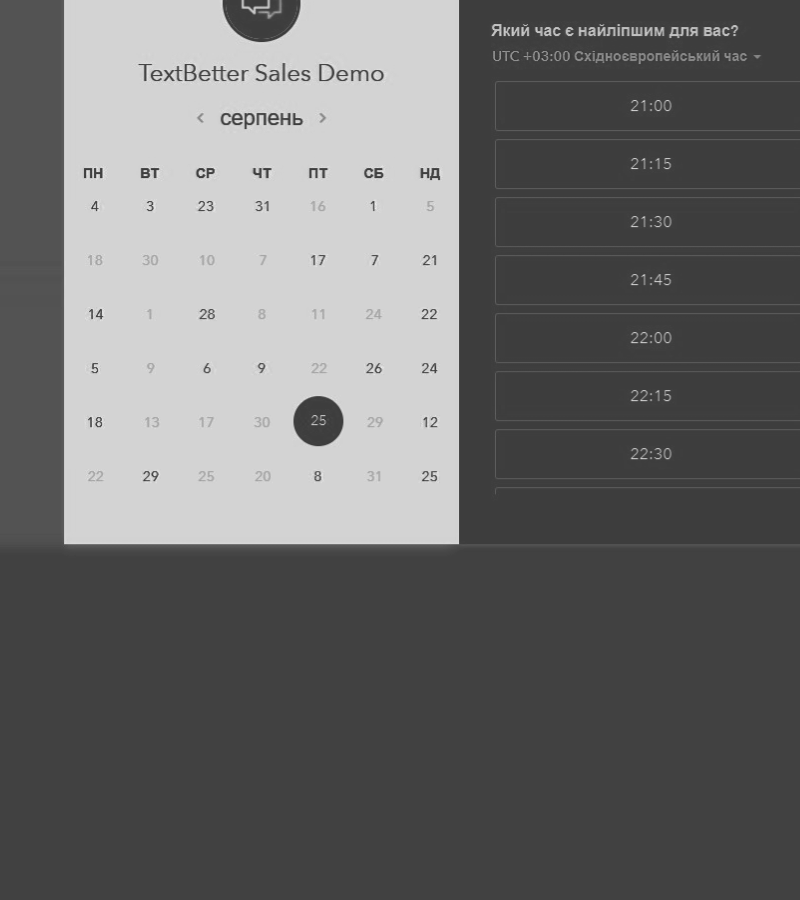 TextBetter Sales Demo
‹ серпень ›
ПН ВТ СР ЧТ ПТ СБ НД
4 3 23 31 16 1 5
18 30 10 7 17 7 21
14 1 28 8 11 24 22
5 9 6 9 22 26 24
18 13 17 30 25 29 12
22 29 25 20 8 31 25
Який час є найліпшим для вас?
UTC +03:00 Східноєвропейський час
21:00
21:15
21:30
21:45
22:00
22:15
22:30